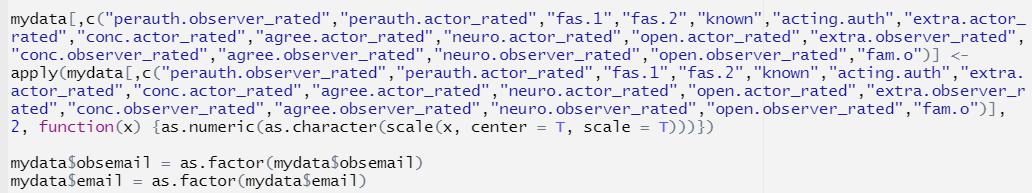 mydata[,c("perauth.observer_rated","perauth.actor_rated","fas.1","fas.2","known","acting.auth","extra.actor_
rated","conc.actor_rated","agree.actor_rated","neuro.actor_rated","open.actor_rated","extra.observer_rated",
"conc.observer_rated","agree.observer_rated","neuro.observer_rated","open.observer_rated","fam.o")] <-
apply(mydata[,c("perauth.observer_rated","perauth.actor_rated","fas.1","fas.2","known","acting.auth","extra.
actor_rated","conc.actor_rated","agree.actor_rated","neuro.actor_rated","open.actor_rated","extra.observer_r
ated","conc.observer_rated","agree.observer_rated","neuro.observer_rated","open.observer_rated","fam.o")],
2, function(x) {as.numeric(as.character(scale(x, center = T, scale = T)))})
mydata$obsemail = as.factor(mydata$obsemail)
mydata$email = as.factor(mydata$email)